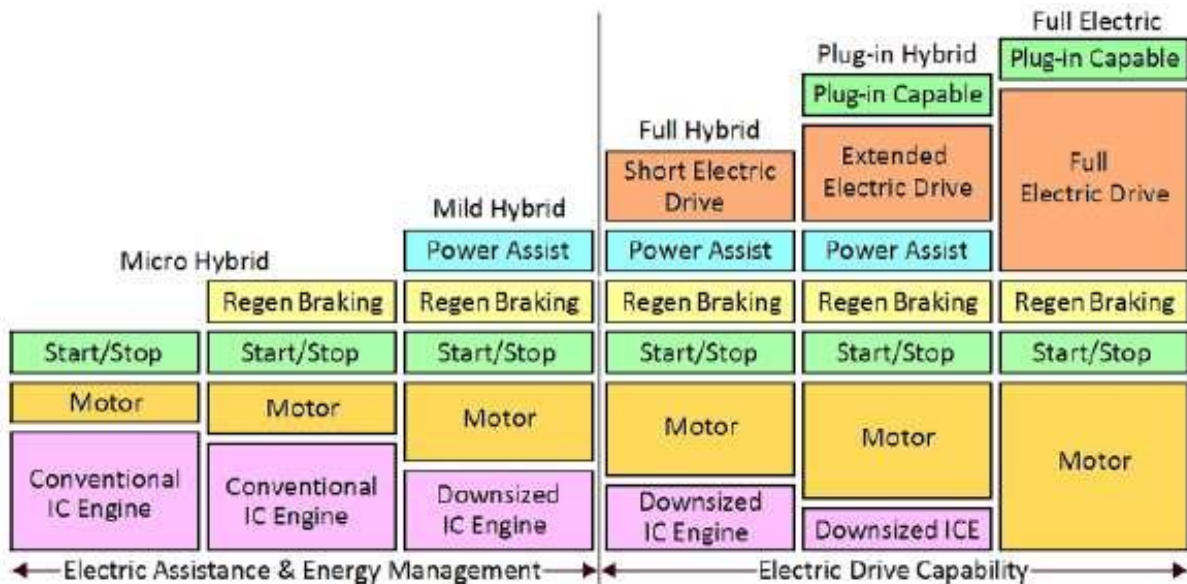 Full Electric
Plug-in Capable
Plug-in Hybrid
Plug-in Capable
Full Hybrid
Extended
Electric Drive
Full
Electric Drive
Short Electric
Drive
Mild Hybrid
Power Assist
Power Assist
Power Assist
Micro Hybrid
Regen Braking
Regen Braking
Regen Braking
Regen Braking
Regen Braking
Start/Stop
Start/Stop
Start/Stop
Start/Stop
Start/Stop
Start/Stop
Motor
Motor
Motor
Motor
Motor
Motor
Conventional
IC Engine
Conventional
IC Engine
Downsized
IC Engine
Downsized
IC Engine
Downsized ICE
Electric Assistance & Energy Management
Electric Drive Capability